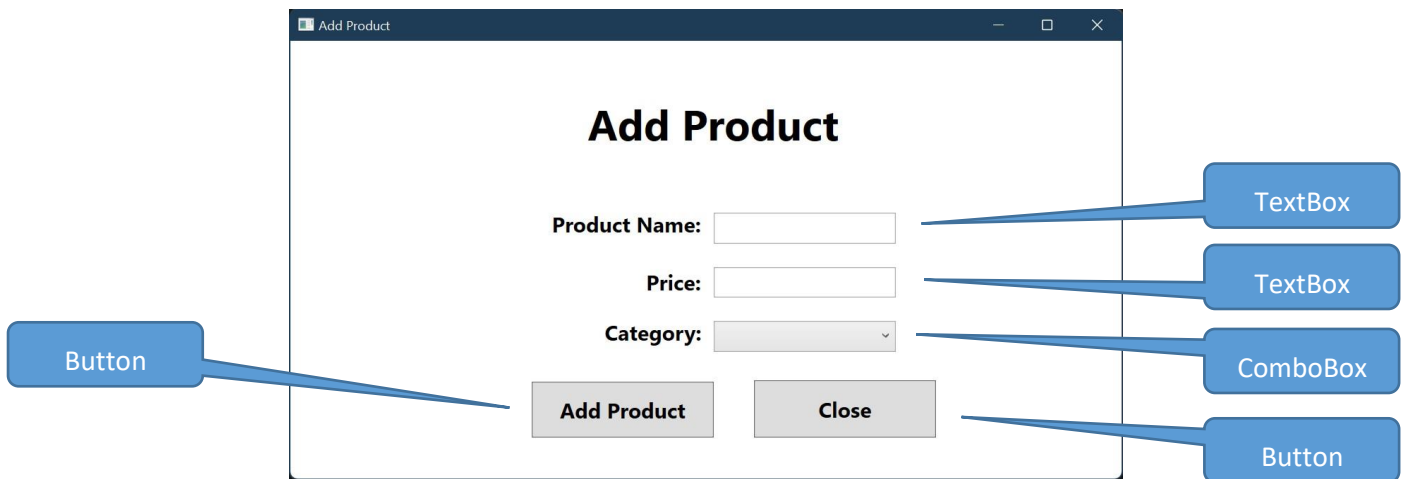 Add Product
Add Product
TextBox
Product Name:
TextBox
Price:
Category:
Button
ComboBox
Add Product
Close
Button